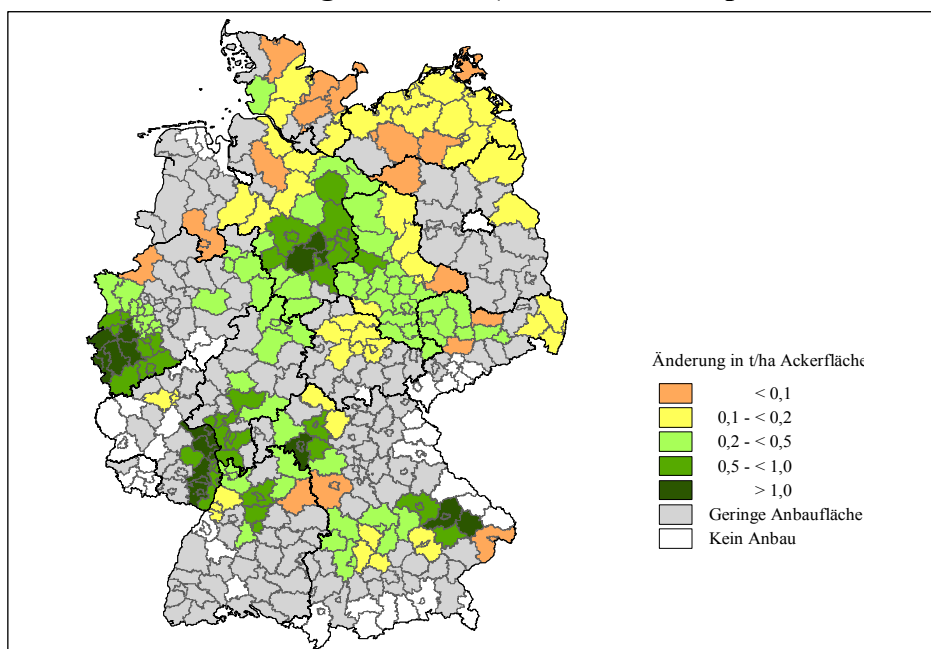 Änderung in t/ha Ackerfläche
< 0,1
0,1 - < 0,2
0,2 - < 0,5
0,5 - < 1,0
> 1,0
Geringe Anbaufläche
Kein Anbau